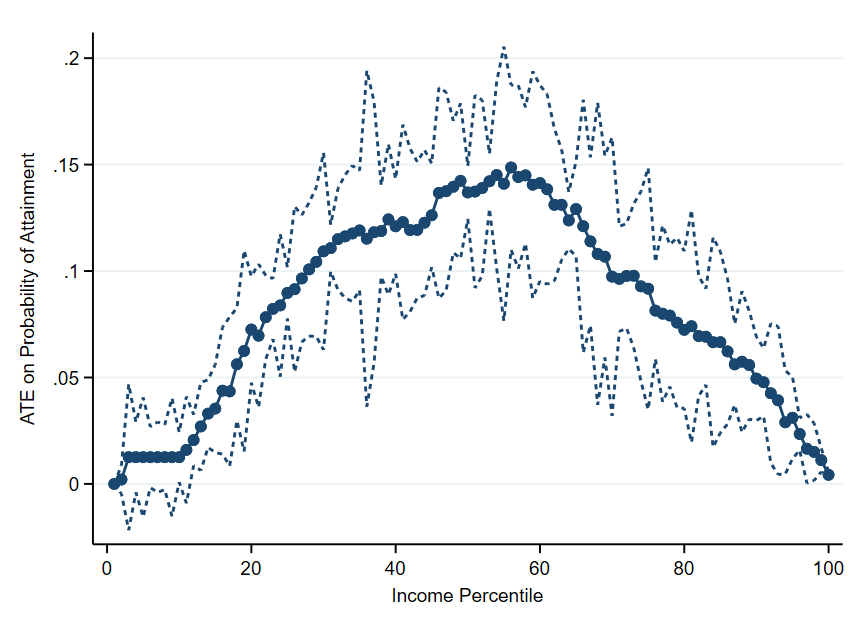 ATE on Probability of Attainment
.2
.15
.1
.05
0
0 20 40 60 80 100
Income Percentile